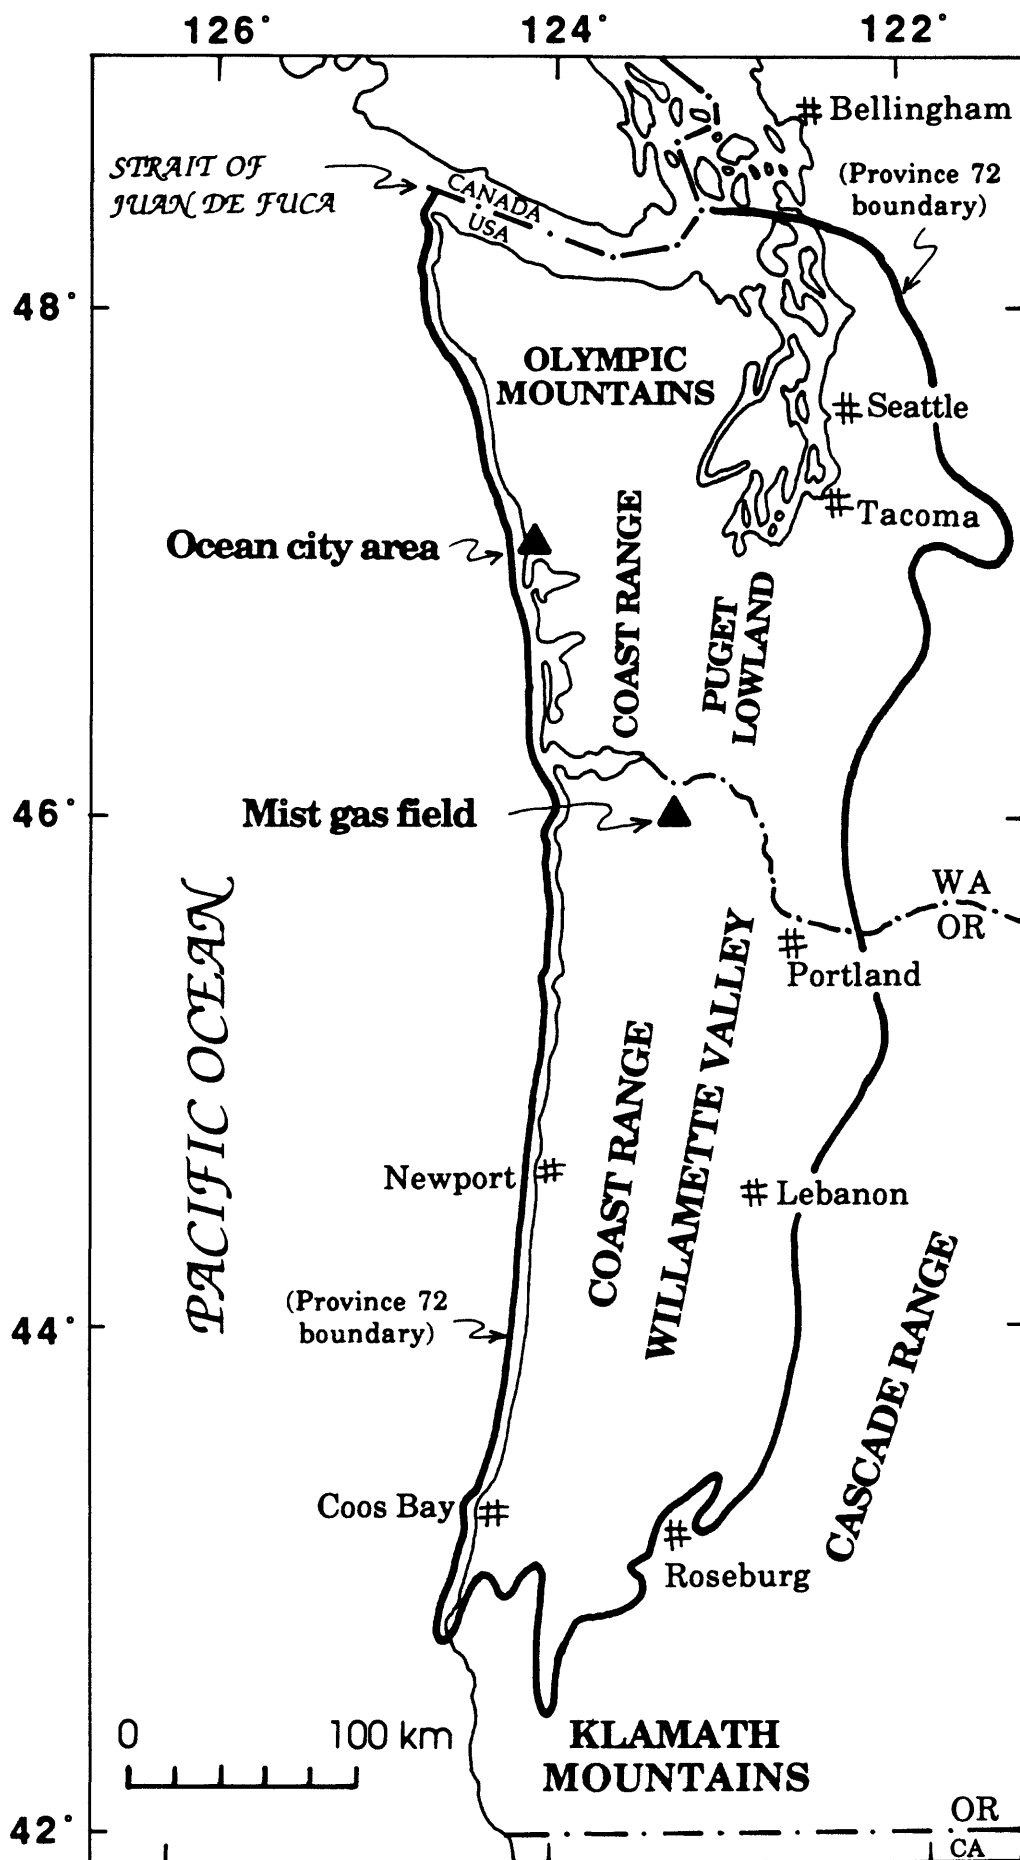 126° 124° 122°
Bellingham
STRAIT OF
JUAN DE FUCA
(Province 72
boundary)
CANADA
USA
48°
OLYMPIC
MOUNTAINS
Seattle
Tacoma
Ocean city area
COAST RANGE
PUGET
LOWLAND
46°
Mist gas field
WA
OR
Portland
PACIFIC OCEAN
COAST RANGE
WILLAMETTE VALLEY
Newport
Lebanon
(Province 72
boundary)
44°
CASCADE RANGE
Coos Bay
Roseburg
0 100 km
KLAMATH
MOUNTAINS
42°
OR
CA